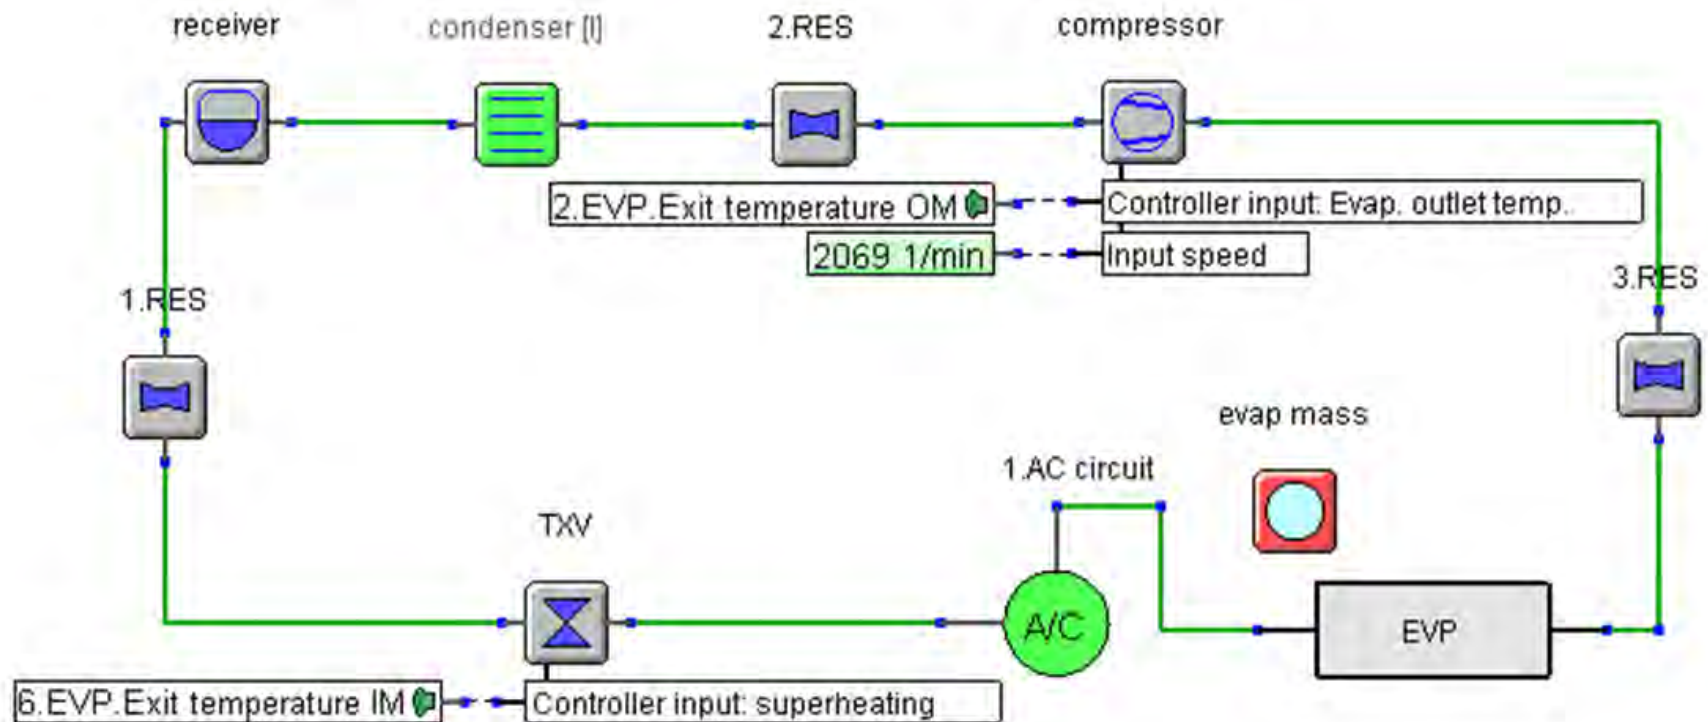 receiver
condenser (l)
2.RES
compressor
2.EVP.Exit temperature OM
Controller input: Evap. outlet temp..
2069 1/min
Input speed
1.RES
3.RES
evap mass
1.AC circuit
TXV
A/C
EVP
6.EVP.Exit temperature IM
Controller input: superheating